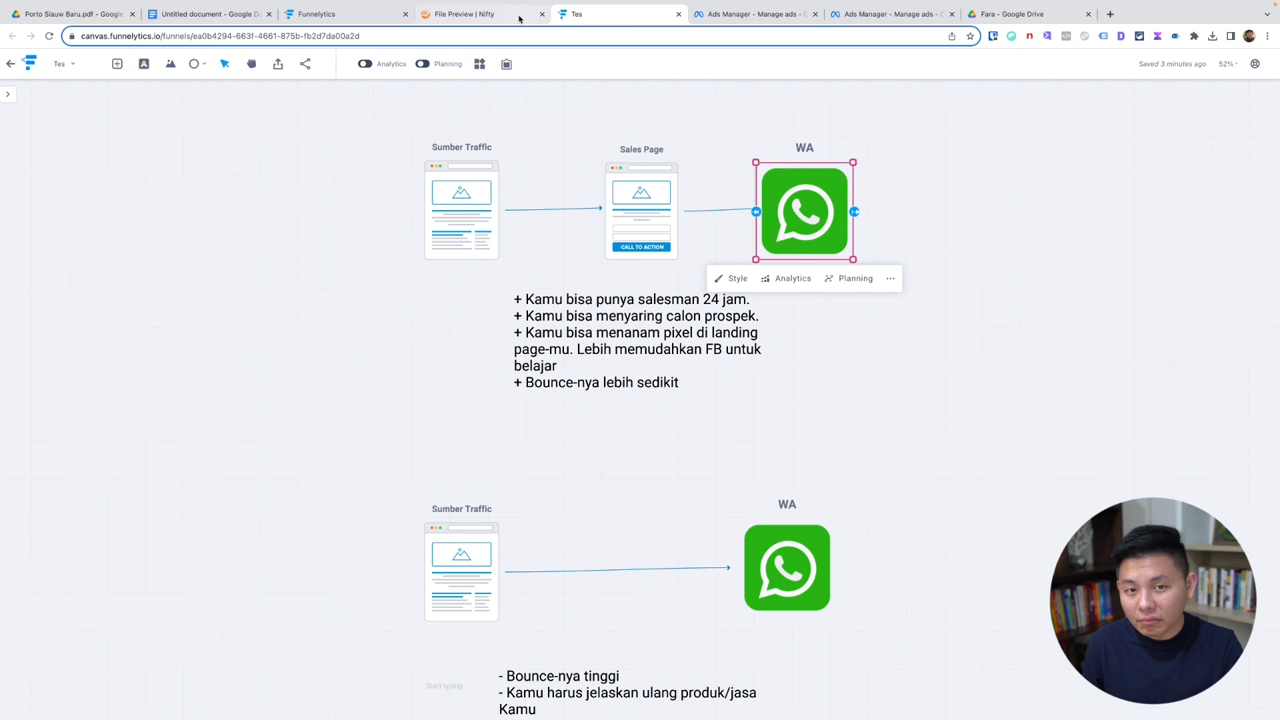 Porto Siauw Baru.pdf - Google
Untitled document - Google D
Funnelytics
File Preview | Nifty
Tes
Ads Manager - Manage ads - C
Ads Manager - Manage ads - C
Fara - Google Drive
canvas.funnelytics.io/funnels/ea0b4294-663f-4661-875b-fb2d7da00a2d
Tes
Analytics
Planning
Saved 3 minutes ago
52%
Sumber Traffic
Sales Page
WA
CALL TO ACTION
Style
Analytics
Planning
+ Kamu bisa punya salesman 24 jam.
+ Kamu bisa menyaring calon prospek.
+ Kamu bisa menanam pixel di landing
page-mu. Lebih memudahkan FB untuk
belajar
+ Bounce-nya lebih sedikit
Sumber Traffic
WA
Start typing
- Bounce-nya tinggi
- Kamu harus jelaskan ulang produk/jasa
Kamu